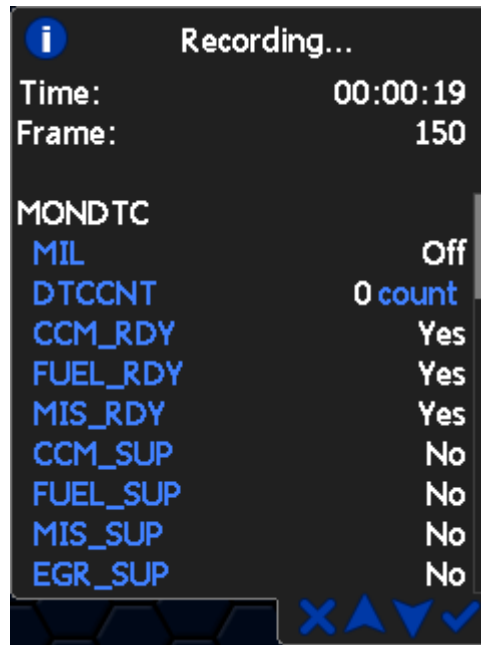 Recording...
Time: 00:00:19
Frame: 150
MONDTC
MIL Off
DTCCNT 0 count
CCM_RDY Yes
FUEL_RDY Yes
MIS_RDY Yes
CCM_SUP No
FUEL_SUP No
MIS_SUP No
EGR_SUP No